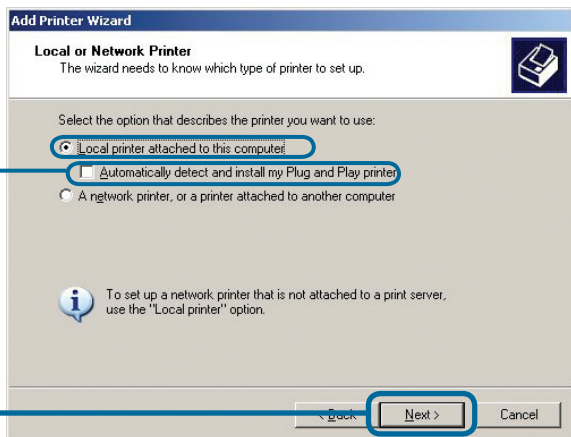 Add Printer Wizard
Local or Network Printer
The wizard needs to know which type of printer to set up.
Select the option that describes the printer you want to use:
Local printer attached to this computer
Automatically detect and install my Plug and Play printer
A network printer, or a printer attached to another computer
To set up a network printer that is not attached to a print server,
use the "Local printer" option.
< Back Next > Cancel